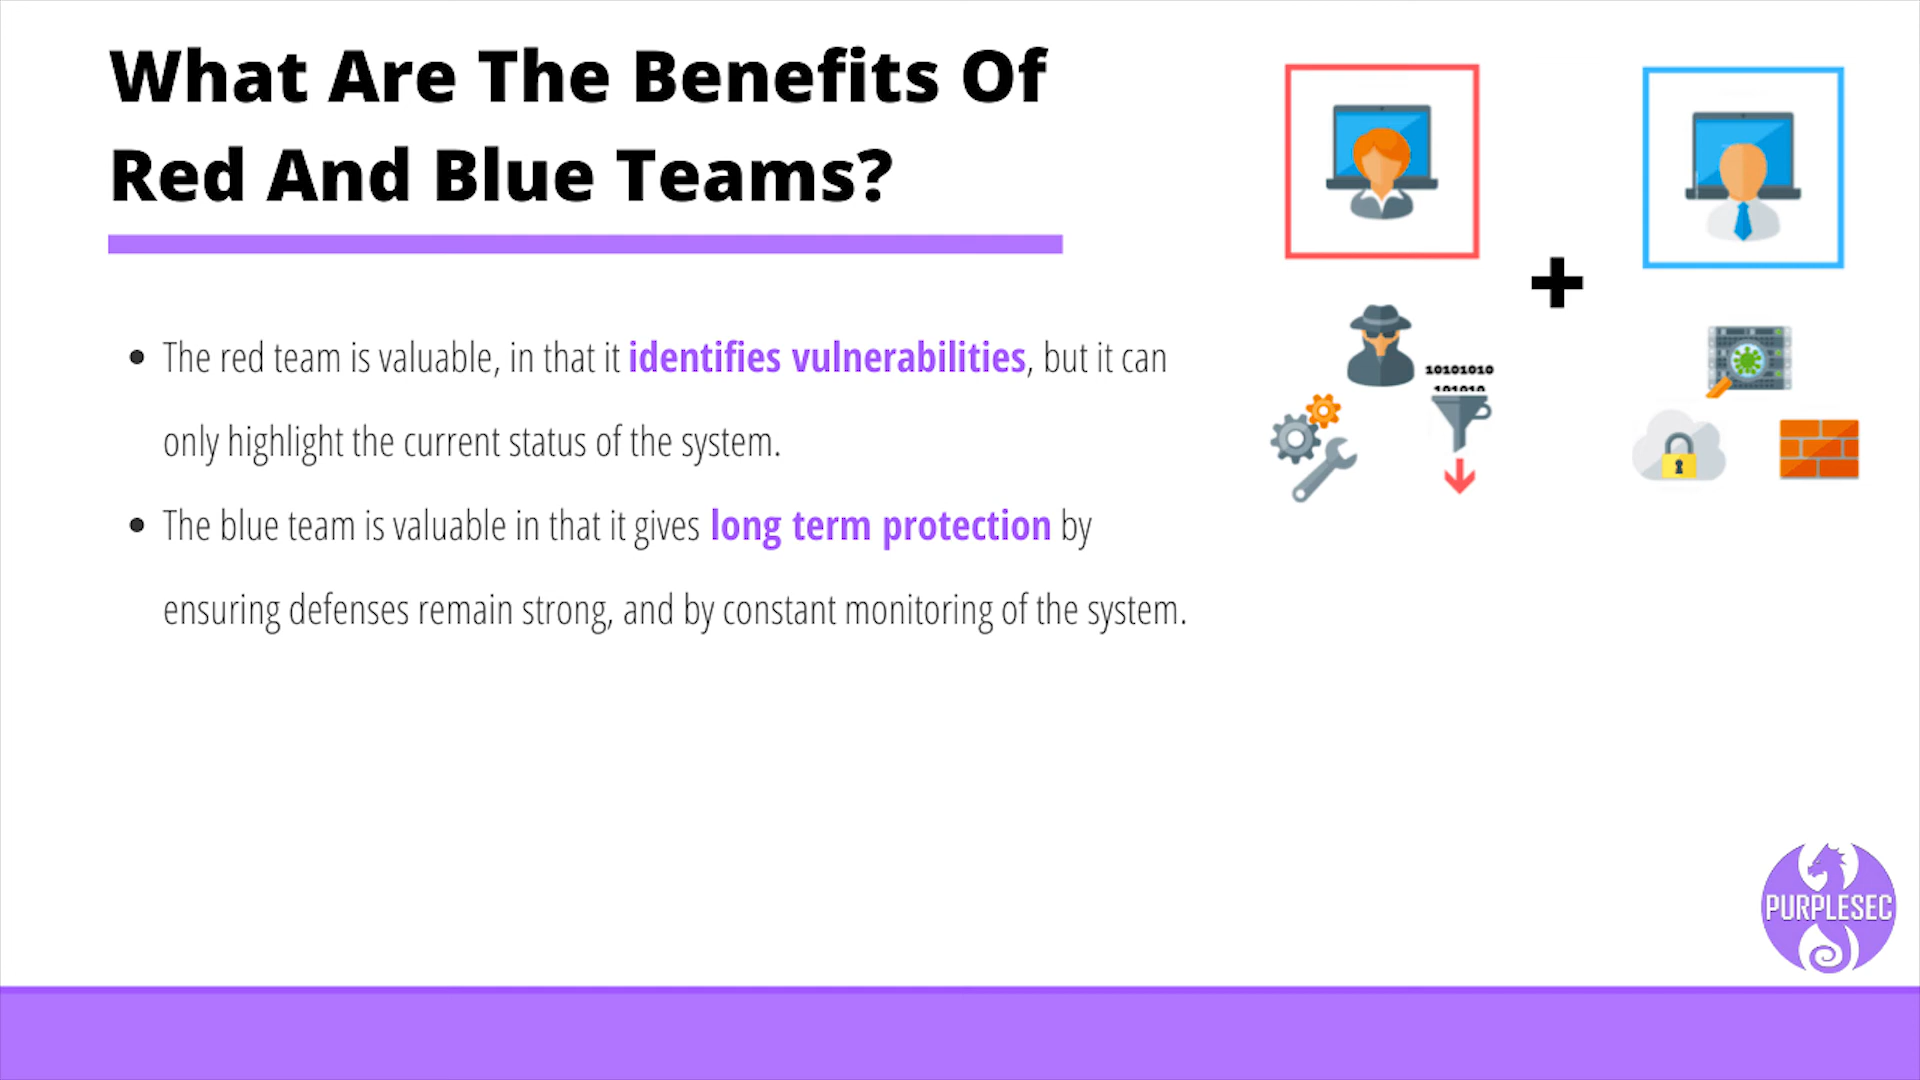 What Are The Benefits Of
Red And Blue Teams?
• The red team is valuable, in that it identifies vulnerabilities, but it can
only highlight the current status of the system.
• The blue team is valuable in that it gives long term protection by
ensuring defenses remain strong, and by constant monitoring of the system.
+
10101010
101010
PURPLESEC